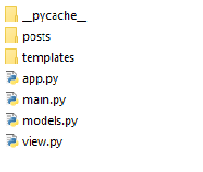 __pycache__
posts
templates
app.py
main.py
models.py
view.py